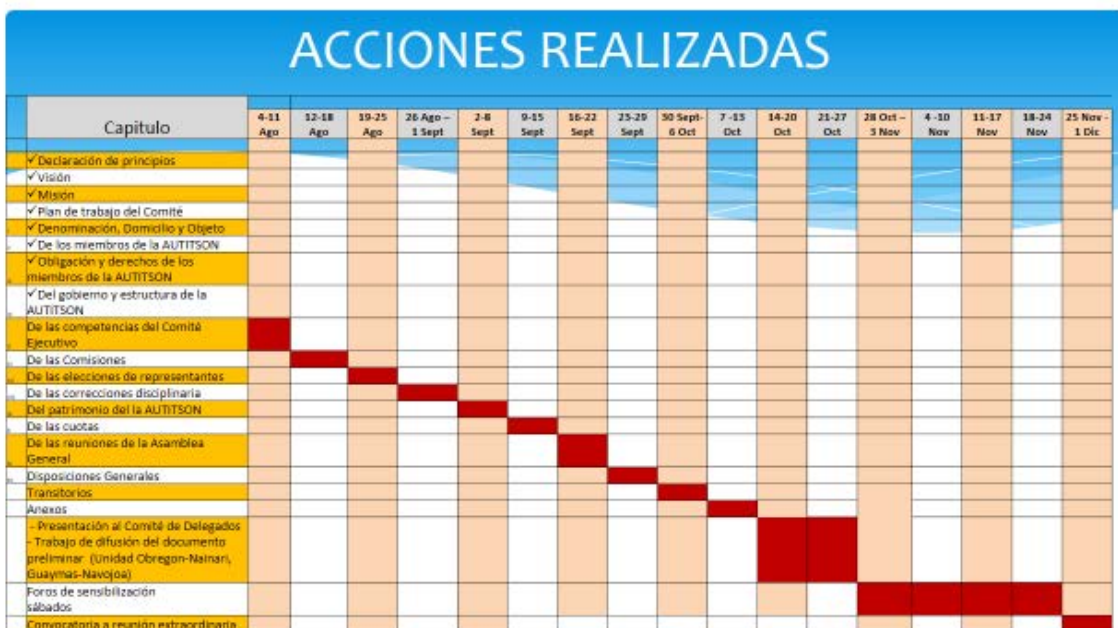 ACCIONES REALIZADAS
Capitulo
4-11 Ago
12-18 Ago
19-25 Ago
26 Ago – 1 Sept
2-8 Sept
9-15 Sept
16-22 Sept
23-29 Sept
30 Sept- 6 Oct
7 -13 Oct
14-20 Oct
21-27 Oct
28 Oct – 3 Nov
4 -10 Nov
11-17 Nov
18-24 Nov
25 Nov - 1 Dic
✓Declaración de principios
✓Visión
✓Misión
✓Plan de trabajo del Comité
✓Denominación, Domicilio y Objeto
✓De los miembros de la AUTITSON
✓Obligación y derechos de los
miembros de la AUTITSON
✓Del gobierno y estructura de la
AUTITSON
De las competencias del Comité
Ejecutivo
De las Comisiones
De las elecciones de representantes
De las correcciones disciplinaria
Del patrimonio del la AUTITSON
De las cuotas
De las reuniones de la Asamblea
General
Disposiciones Generales
Transitorios
Anexos
- Presentación al Comité de Delegados
- Trabajo de difusión del documento
preliminar (Unidad Obregon-Nainari,
Guaymas-Navojoa)
Foros de sensibilización
sábados
Convocatoria a reunión extraordinaria